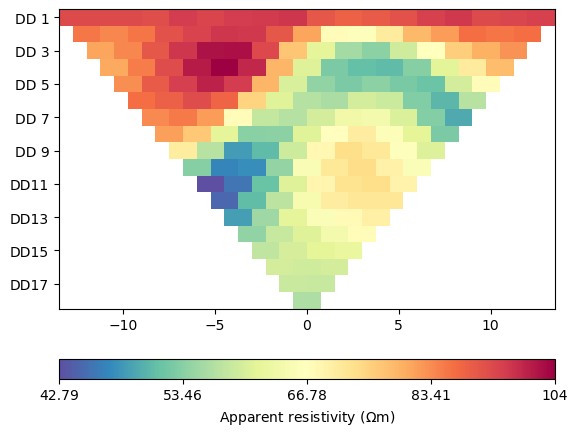 DD 1
DD 3
DD 5
DD 7
DD 9
DD11
DD13
DD15
DD17
−10 −5 0 5 10
42.79 53.46 66.78 83.41 104
Apparent resistivity (Ωm)